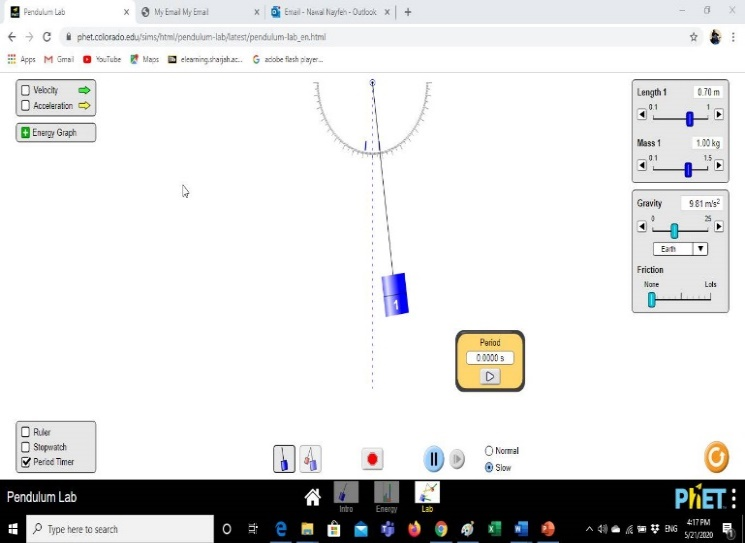 Pendulum Lab
My Email My Email
Email - Nawal Nayfeh - Outlook
phet.colorado.edu/sims/html/pendulum-lab/latest/pendulum-lab_en.html
Apps
Gmail
YouTube
Maps
elearning.sharjah.ac...
adobe flash player...
Velocity
Acceleration
Energy Graph
Length 1 0.70 m
0.1 1
Mass 1 1.00 kg
0.1 1.5
Gravity 9.81 m/s²
0 25
Earth
Friction
None Lots
1
Period
0.0000 s
Ruler
Stopwatch
Period Timer
Normal
Slow
Pendulum Lab
Intro
Energy
Lab
PhET
Type here to search
ENG
4:17 PM
5/21/2020